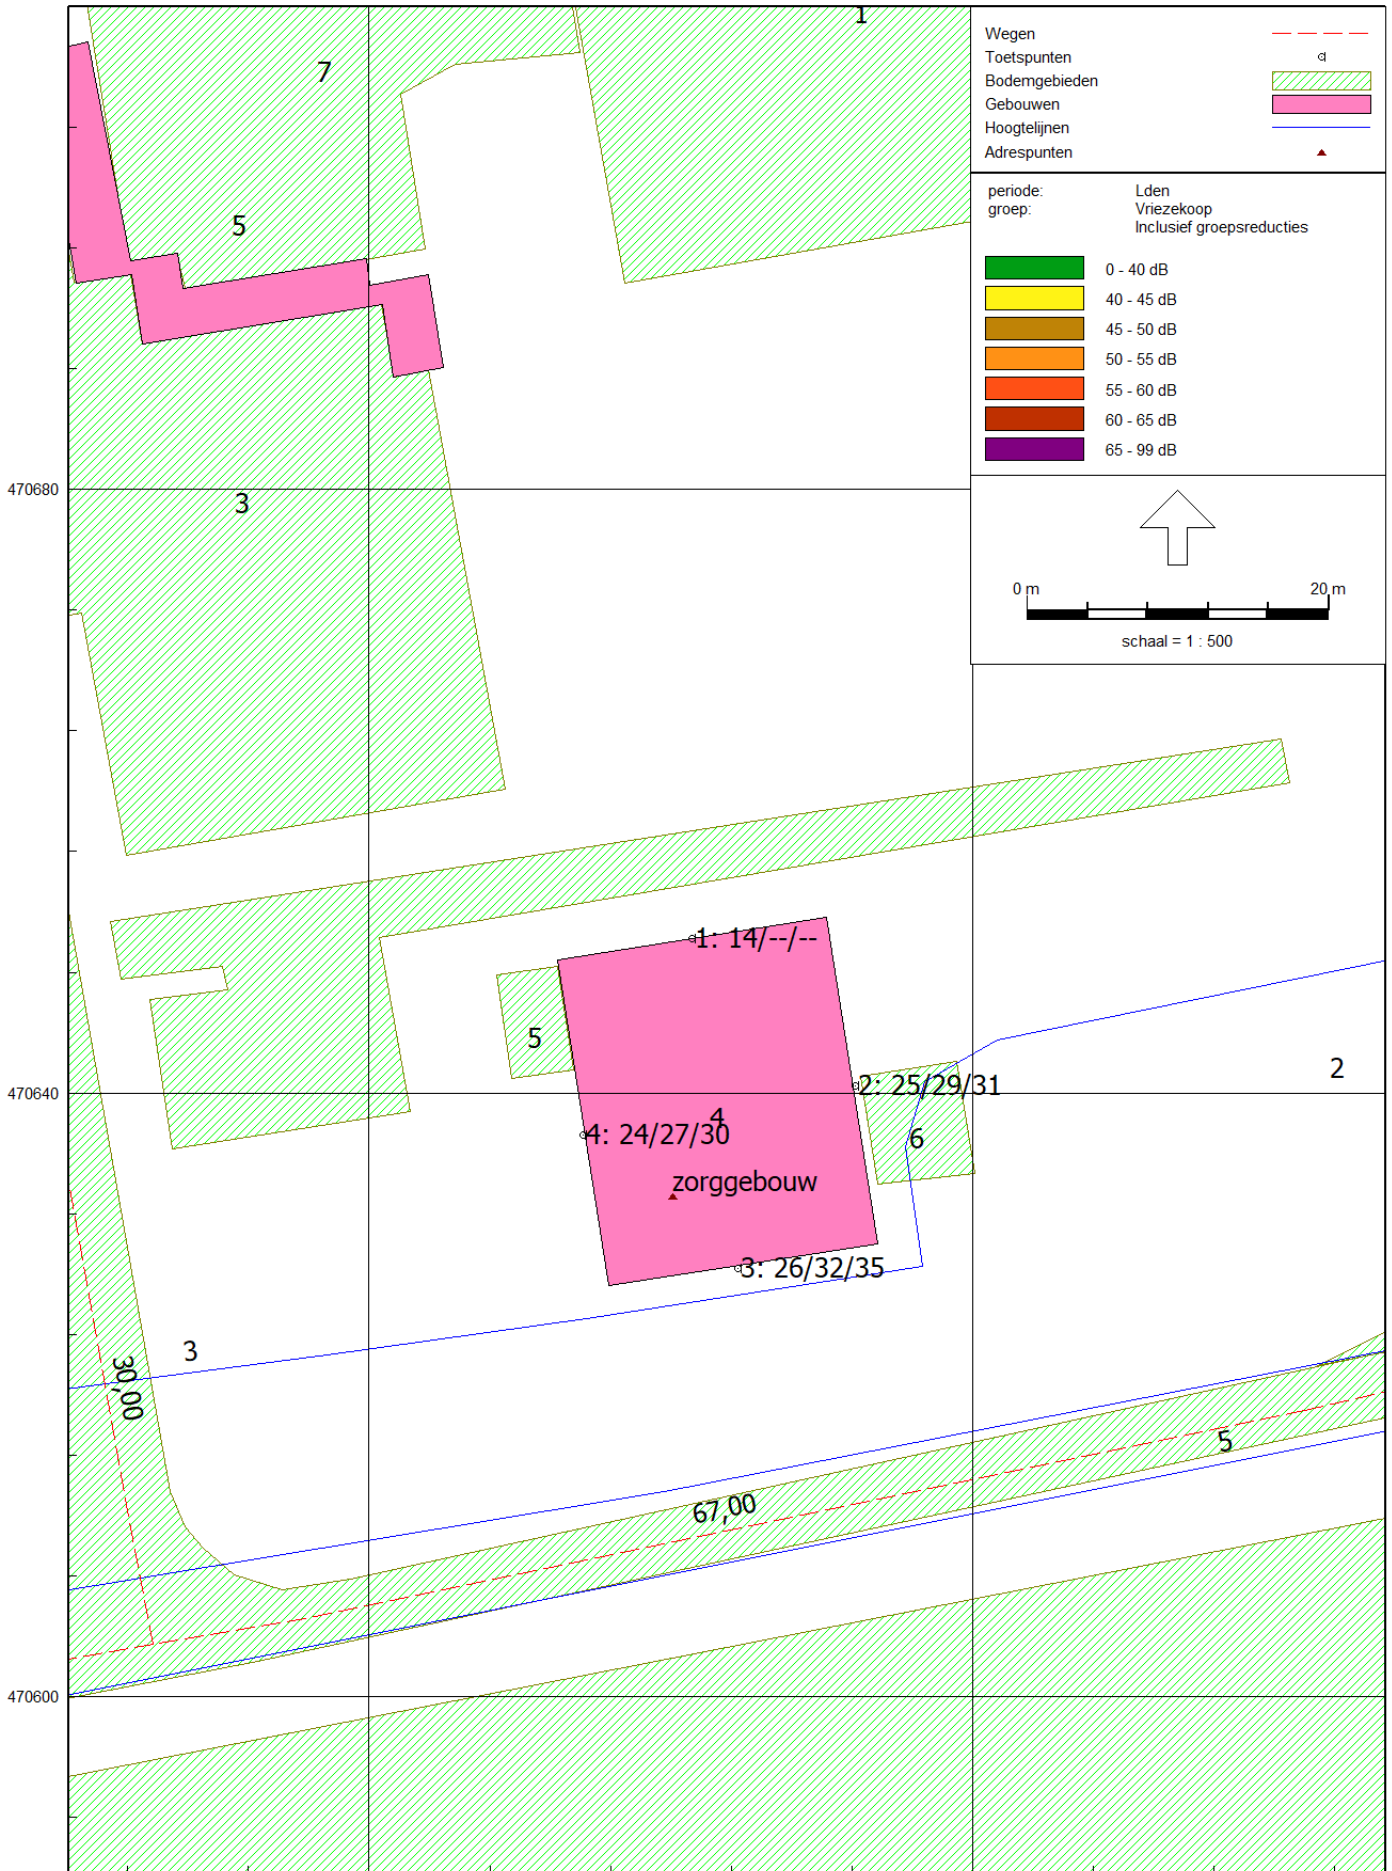 1
7
5
3
Wegen
Toetspunten
Bodemgebieden
Gebouwen
Hoogtelijnen
Adrespunten
periode: Lden
groep: Vriezekoop
Inclusief groepsreducties
0 - 40 dB
40 - 45 dB
45 - 50 dB
50 - 55 dB
55 - 60 dB
60 - 65 dB
65 - 99 dB
470680
0 m 20 m
schaal = 1 : 500
1: 14/--/--
5
470640
2: 25/29/31
2
4
4: 24/27/30
6
zorggebouw
3: 26/32/35
3
30,00
5
67,00
470600